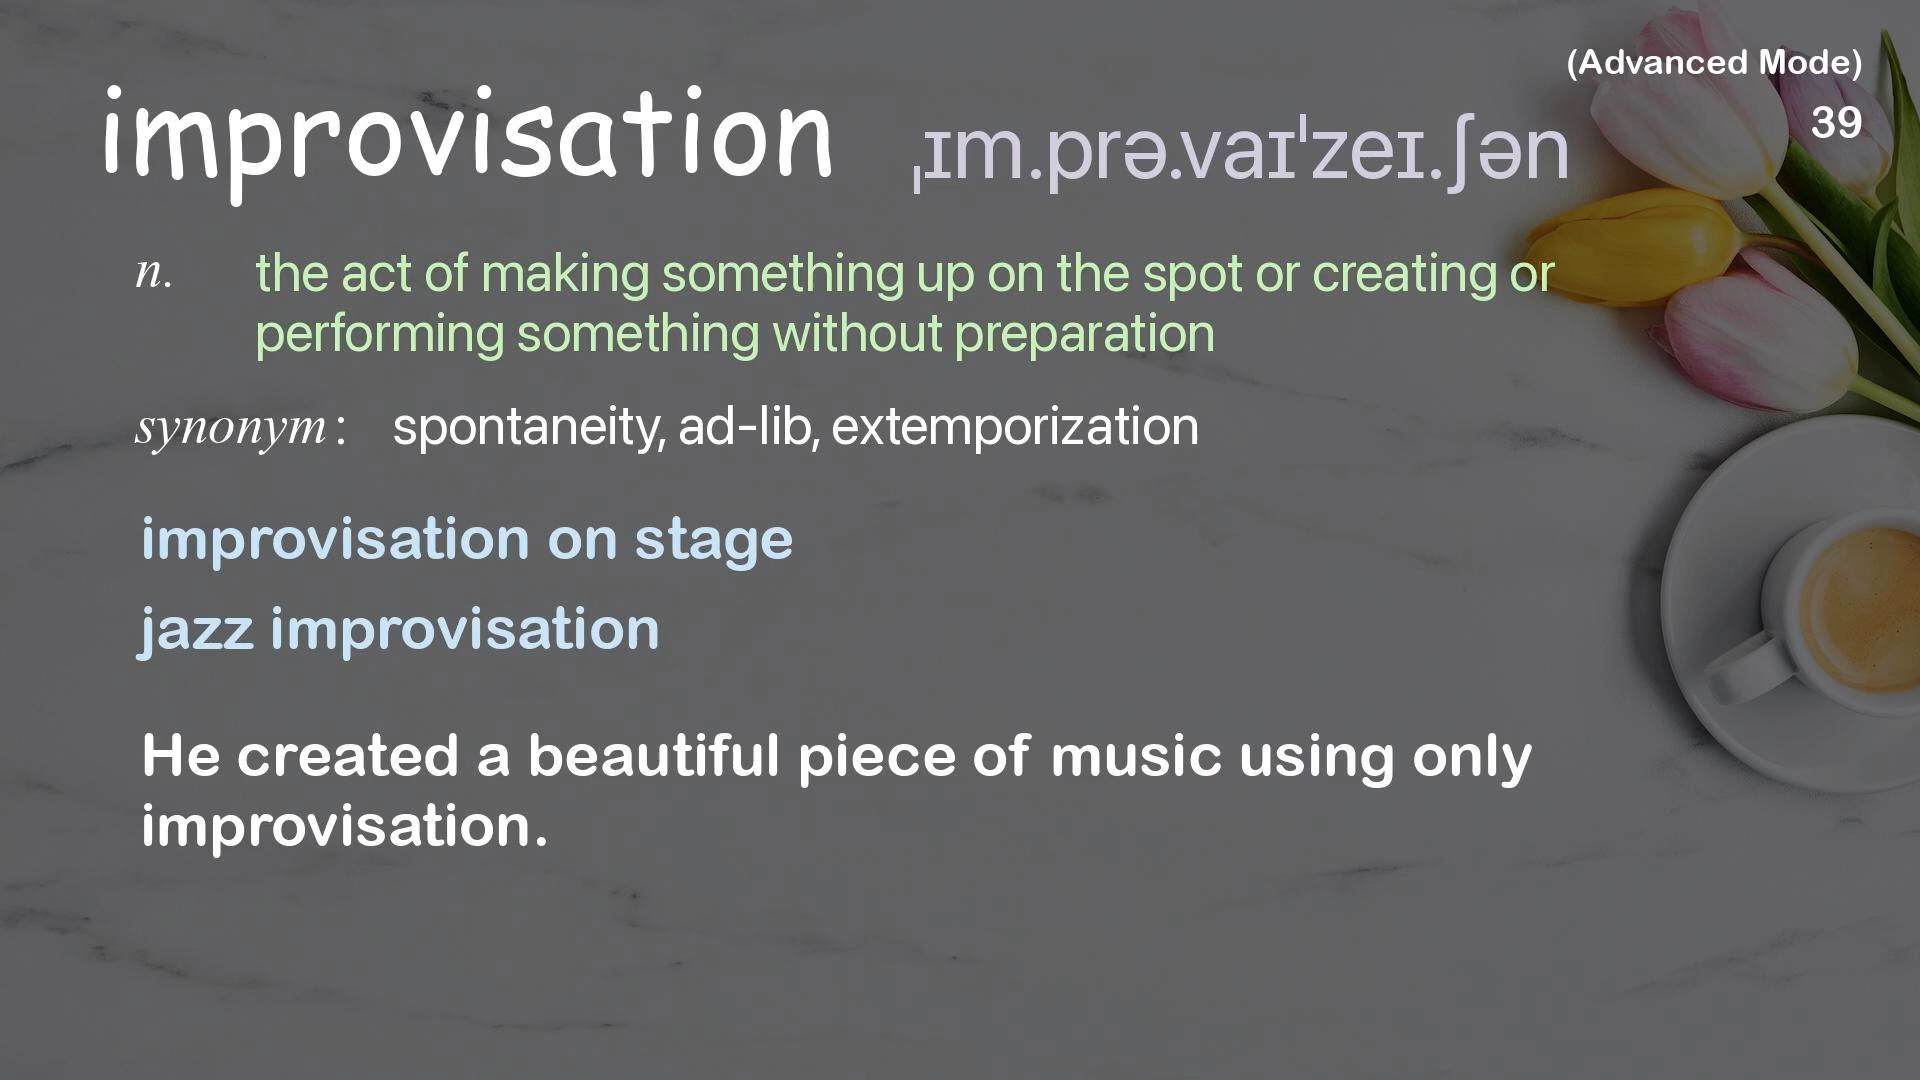 (Advanced Mode)
improvisation ˌɪm.prə.vaɪˈzeɪ.ʃən
39
n. the act of making something up on the spot or creating or
performing something without preparation
synonym : spontaneity, ad-lib, extemporization
improvisation on stage
jazz improvisation
He created a beautiful piece of music using only
improvisation.